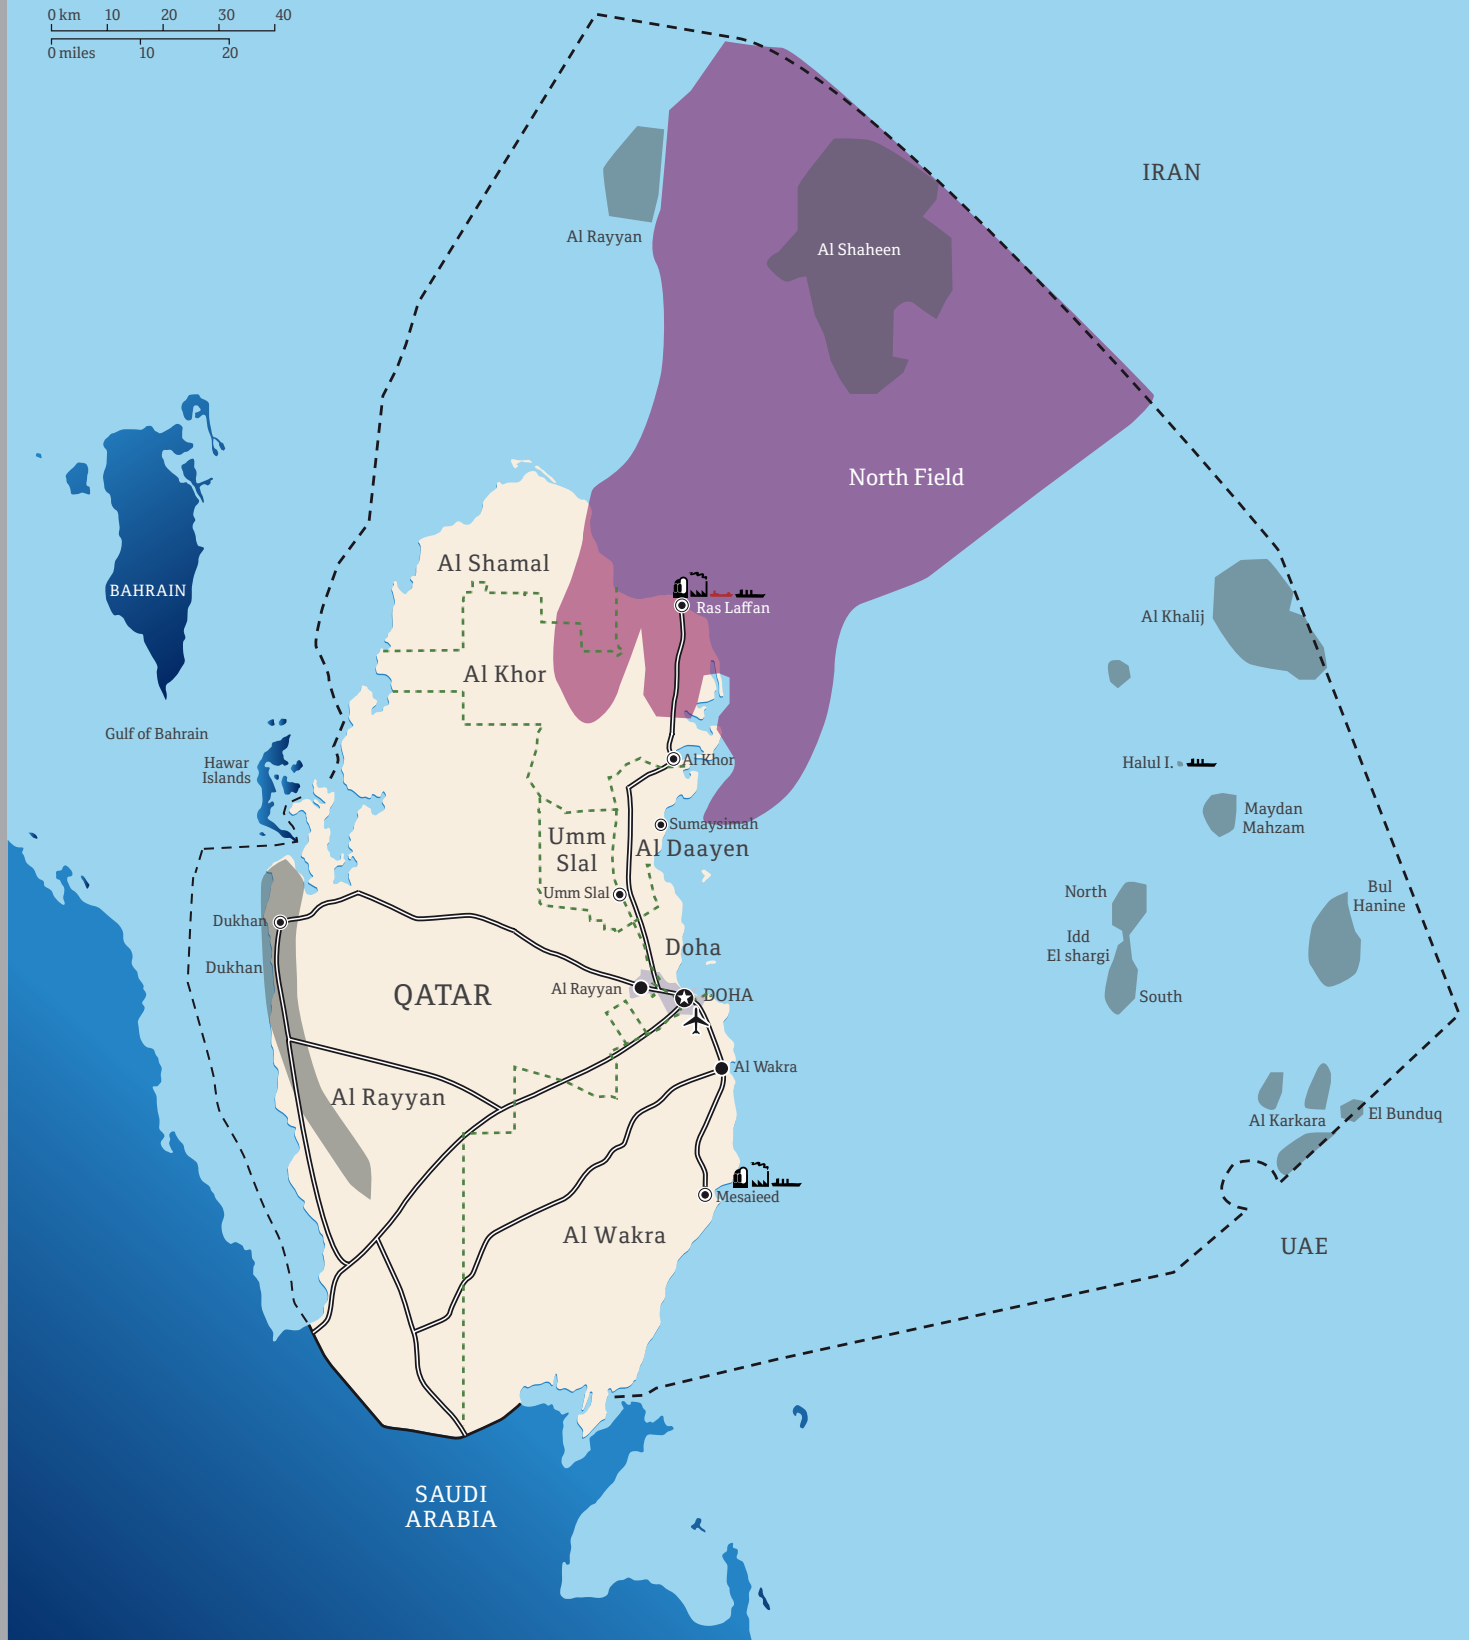 0 km 10 20 30 40
0 miles 10 20
IRAN
Al Rayyan
Al Shaheen
North Field
Al Shamal
BAHRAIN
Ras Laffan
Al Khalij
Al Khor
Gulf of Bahrain
Hawar
Islands
Al Khor
Halul I.
Maydan
Mahzam
Sumaysimah
Umm
Slal
Al Daayen
Umm Slal
North
Bul
Hanine
Dukhan
Idd
El shargi
Doha
Dukhan
QATAR
Al Rayyan
DOHA
South
Al Wakra
Al Rayyan
Al Karkara
El Bunduq
Mesaieed
Al Wakra
UAE
SAUDI
ARABIA